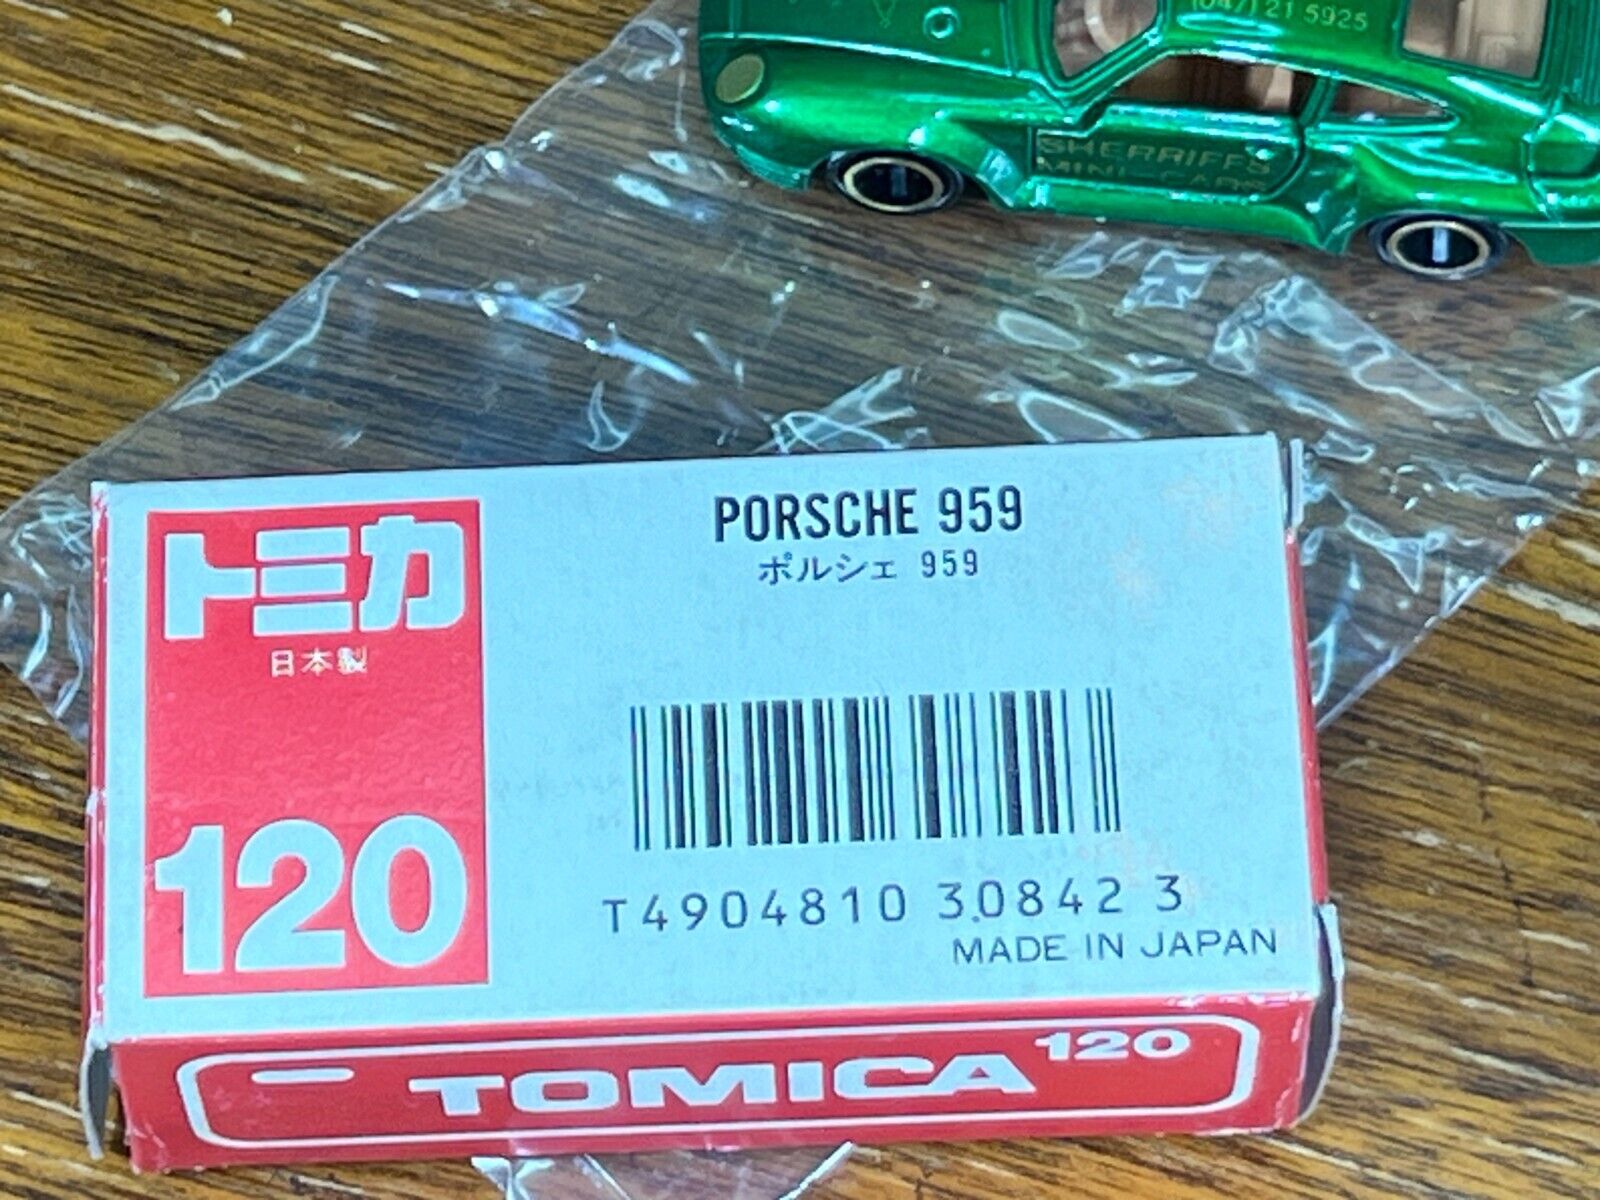 (047) 21 5925
SHERRIFFS
MINI-CARS
トミカ
日本製
120
PORSCHE 959
ポルシェ 959
T4904810 30842 3
MADE IN JAPAN
TOMICA 120